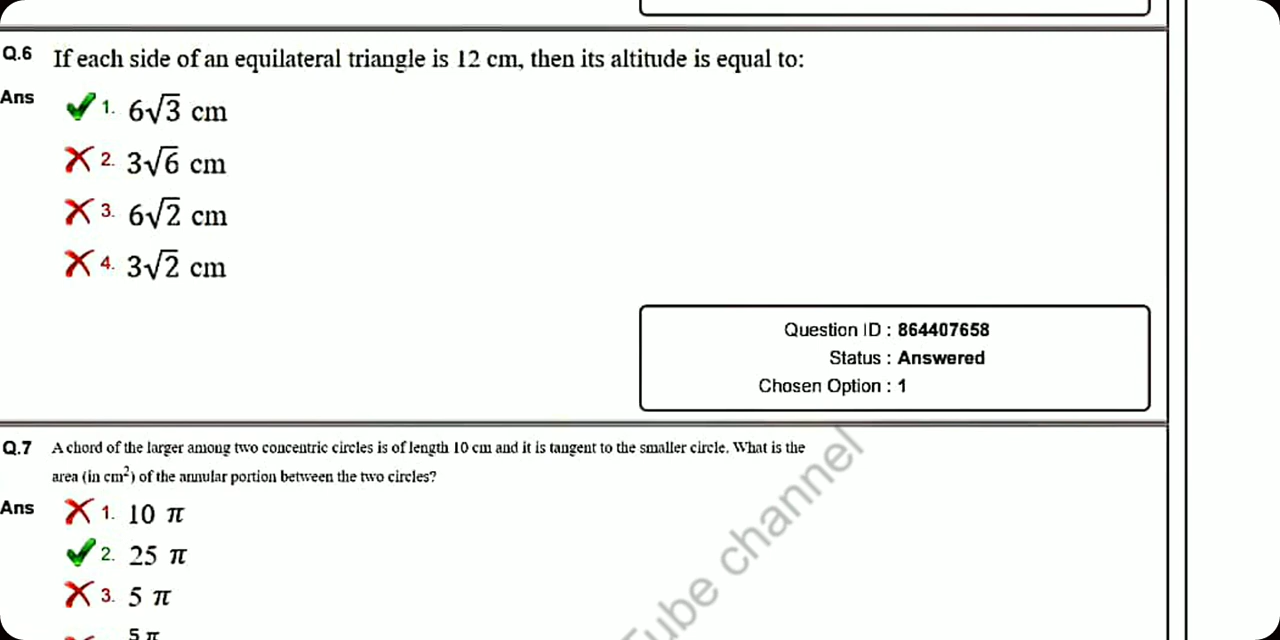 Q.6 If each side of an equilateral triangle is 12 cm, then its altitude is equal to:
Ans 1. 6√3 cm
2. 3√6 cm
3. 6√2 cm
4. 3√2 cm
Question ID : 864407658
Status : Answered
Chosen Option : 1
Q.7 A chord of the larger among two concentric circles is of length 10 cm and it is tangent to the smaller circle. What is the
area (in cm²) of the annular portion between the two circles?
Ans 1. 10 π
2. 25 π
3. 5 π
5 π
Tube channel